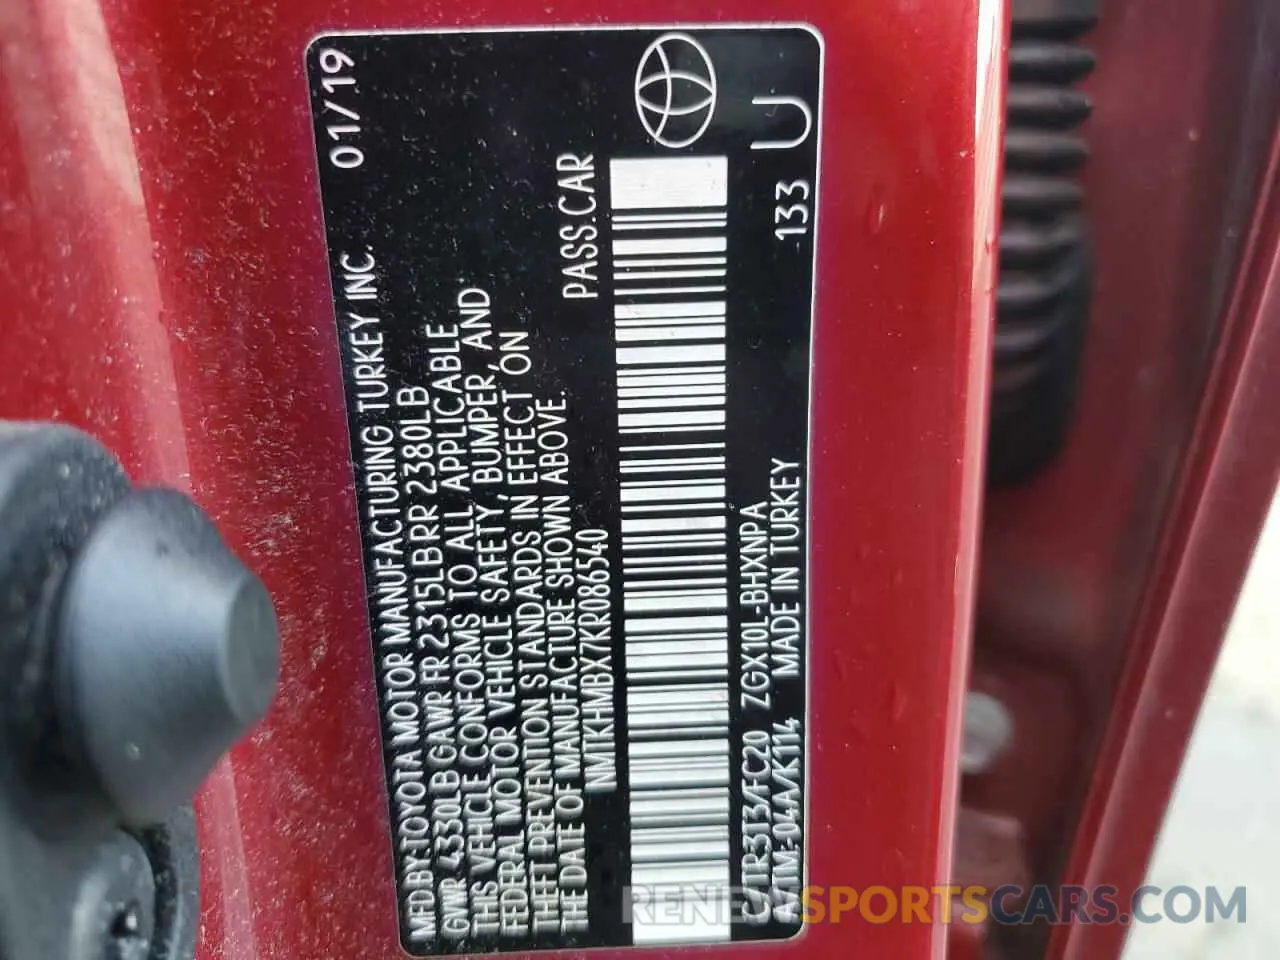 MFD.BY:TOYOTA MOTOR MANUFACTURING TURKEY INC. 01/19
GVWR 4330LB GAWR FR 2315LB RR 2380LB
THIS VEHICLE CONFORMS TO ALL APPLICABLE
FEDERAL MOTOR VEHICLE SAFETY, BUMPER, AND
THEFT PREVENTION STANDARDS IN EFFECT ON
THE DATE OF MANUFACTURE SHOWN ABOVE.
NMTKHMBX7KR086540 PASS.CAR
C/TR:3T3/FC20 ZGX10L-BHXNPA
A/TM:-04A/K114 MADE IN TURKEY 133 U
RENEWSPORTSCARS.COM